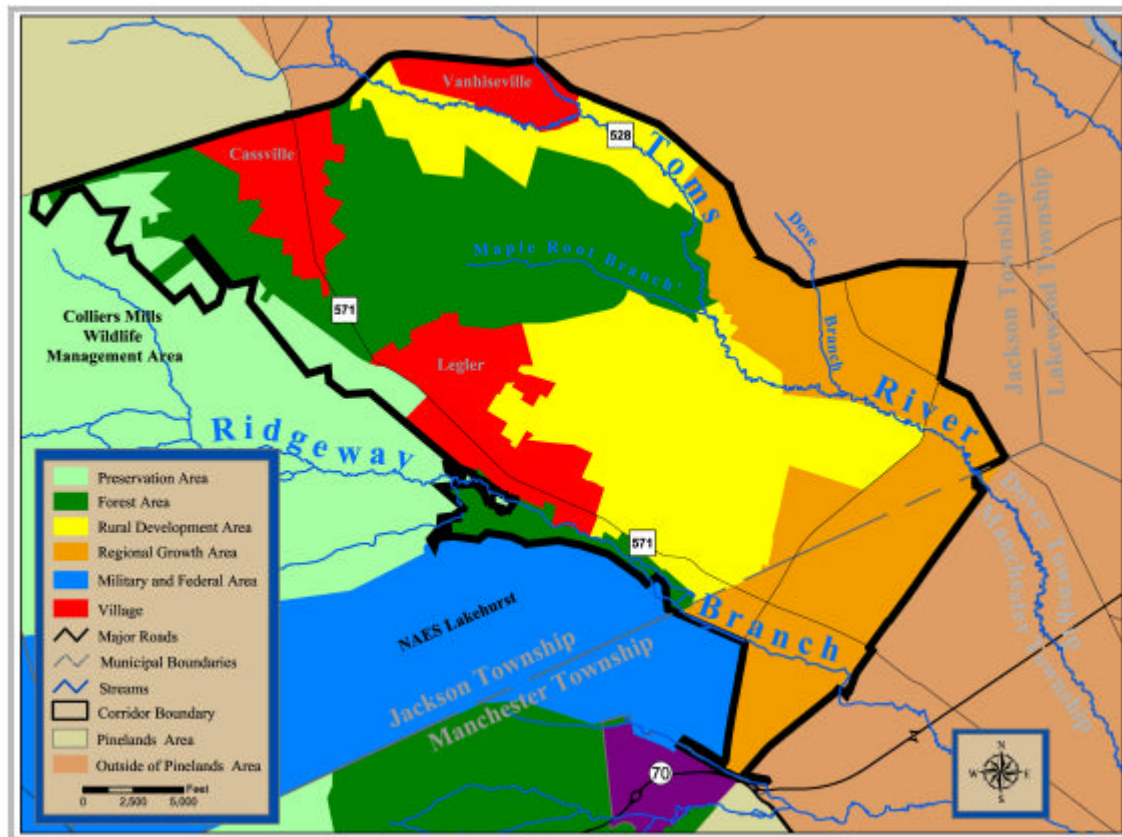 Vanhiseville
528
Cassville
Toms
Dove
Maple Root Branch
571
Colliers Mills
Wildlife
Management Area
Branch
Jackson Township
Lakewood Township
Legler
River
Ridgeway
Preservation Area
Forest Area
Rural Development Area
Regional Growth Area
Military and Federal Area
Village
Major Roads
Municipal Boundaries
Streams
Corridor Boundary
Pinelands Area
Outside of Pinelands Area
Feet
0 2,500 5,000
571
Dover Township
Manchester Township
Branch
NAES Lakehurst
Jackson Township
Manchester Township
70
N
W E
S